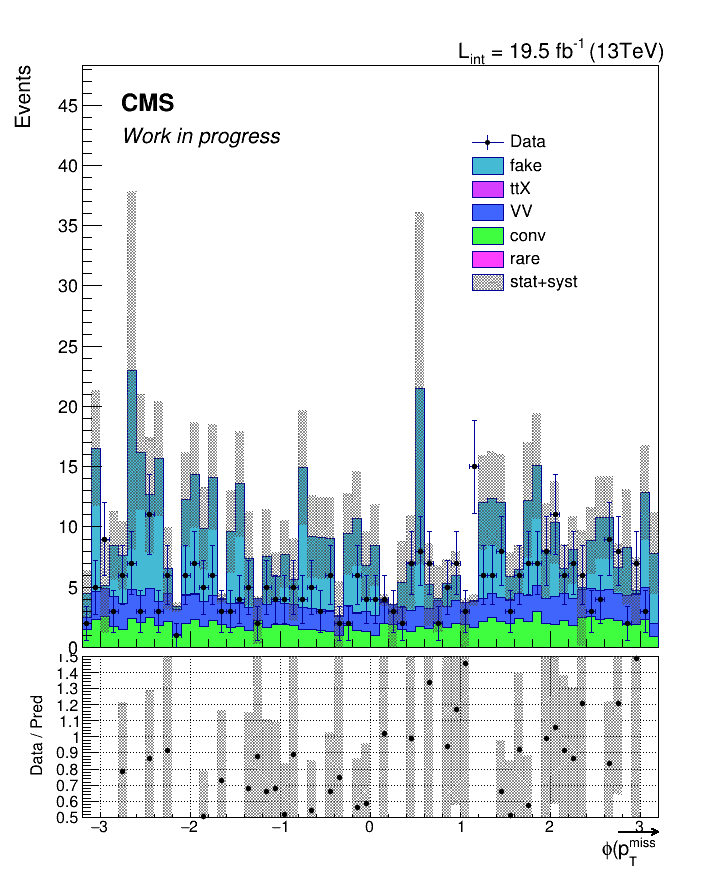 L_int = 19.5 fb^-1 (13TeV)
Events
CMS
Work in progress
Data
fake
ttX
VV
conv
rare
stat+syst
45
40
35
30
25
20
15
10
5
0
Data / Pred
1.5
1.4
1.3
1.2
1.1
1
0.9
0.8
0.7
0.6
0.5
−3 −2 −1 0 1 2 3
ϕ(p_T^miss